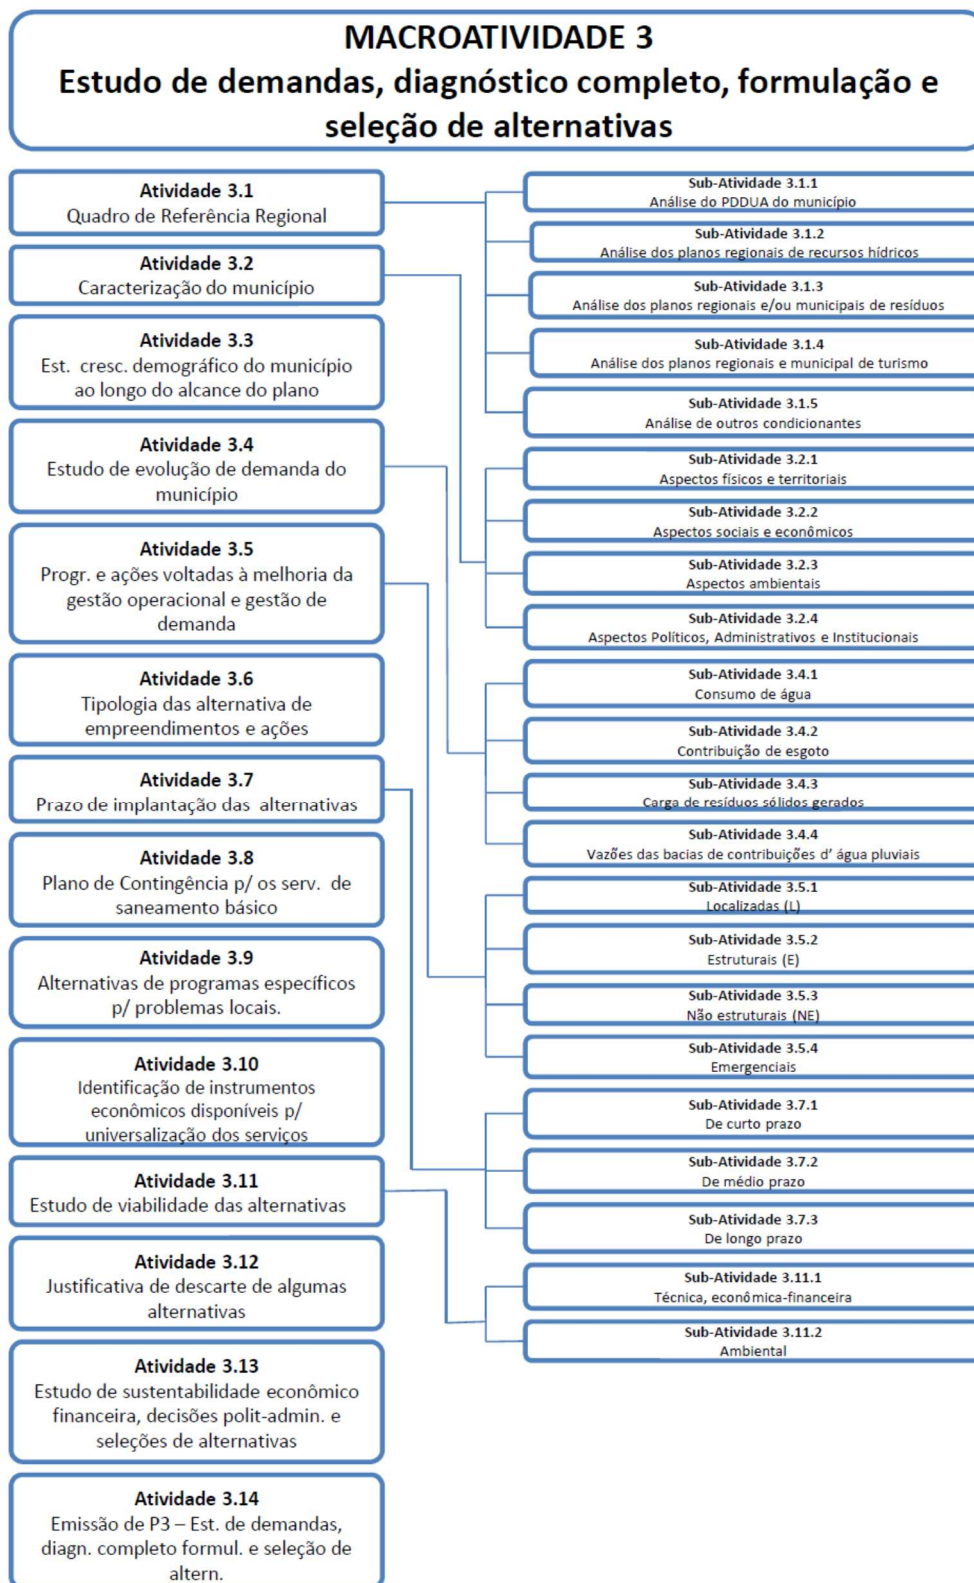 MACROATIVIDADE 3
Estudo de demandas, diagnóstico completo, formulação e
seleção de alternativas
Atividade 3.1
Quadro de Referência Regional
Atividade 3.2
Caracterização do município
Atividade 3.3
Est. cresc. demográfico do município
ao longo do alcance do plano
Atividade 3.4
Estudo de evolução de demanda do
município
Atividade 3.5
Progr. e ações voltadas à melhoria da
gestão operacional e gestão de
demanda
Atividade 3.6
Tipologia das alternativa de
empreendimentos e ações
Atividade 3.7
Prazo de implantação das alternativas
Atividade 3.8
Plano de Contingência p/ os serv. de
saneamento básico
Atividade 3.9
Alternativas de programas específicos
p/ problemas locais.
Atividade 3.10
Identificação de instrumentos
econômicos disponíveis p/
universalização dos serviços
Atividade 3.11
Estudo de viabilidade das alternativas
Atividade 3.12
Justificativa de descarte de algumas
alternativas
Atividade 3.13
Estudo de sustentabilidade econômico
financeira, decisões polit-admin. e
seleções de alternativas
Atividade 3.14
Emissão de P3 – Est. de demandas,
diagn. completo formul. e seleção de
altern.
Sub-Atividade 3.1.1
Análise do PDDUA do município
Sub-Atividade 3.1.2
Análise dos planos regionais de recursos hídricos
Sub-Atividade 3.1.3
Análise dos planos regionais e/ou municipais de resíduos
Sub-Atividade 3.1.4
Análise dos planos regionais e municipal de turismo
Sub-Atividade 3.1.5
Análise de outros condicionantes
Sub-Atividade 3.2.1
Aspectos físicos e territoriais
Sub-Atividade 3.2.2
Aspectos sociais e econômicos
Sub-Atividade 3.2.3
Aspectos ambientais
Sub-Atividade 3.2.4
Aspectos Políticos, Administrativos e Institucionais
Sub-Atividade 3.4.1
Consumo de água
Sub-Atividade 3.4.2
Contribuição de esgoto
Sub-Atividade 3.4.3
Carga de resíduos sólidos gerados
Sub-Atividade 3.4.4
Vazões das bacias de contribuições d' água pluviais
Sub-Atividade 3.5.1
Localizadas (L)
Sub-Atividade 3.5.2
Estruturais (E)
Sub-Atividade 3.5.3
Não estruturais (NE)
Sub-Atividade 3.5.4
Emergenciais
Sub-Atividade 3.7.1
De curto prazo
Sub-Atividade 3.7.2
De médio prazo
Sub-Atividade 3.7.3
De longo prazo
Sub-Atividade 3.11.1
Técnica, econômica-financeira
Sub-Atividade 3.11.2
Ambiental